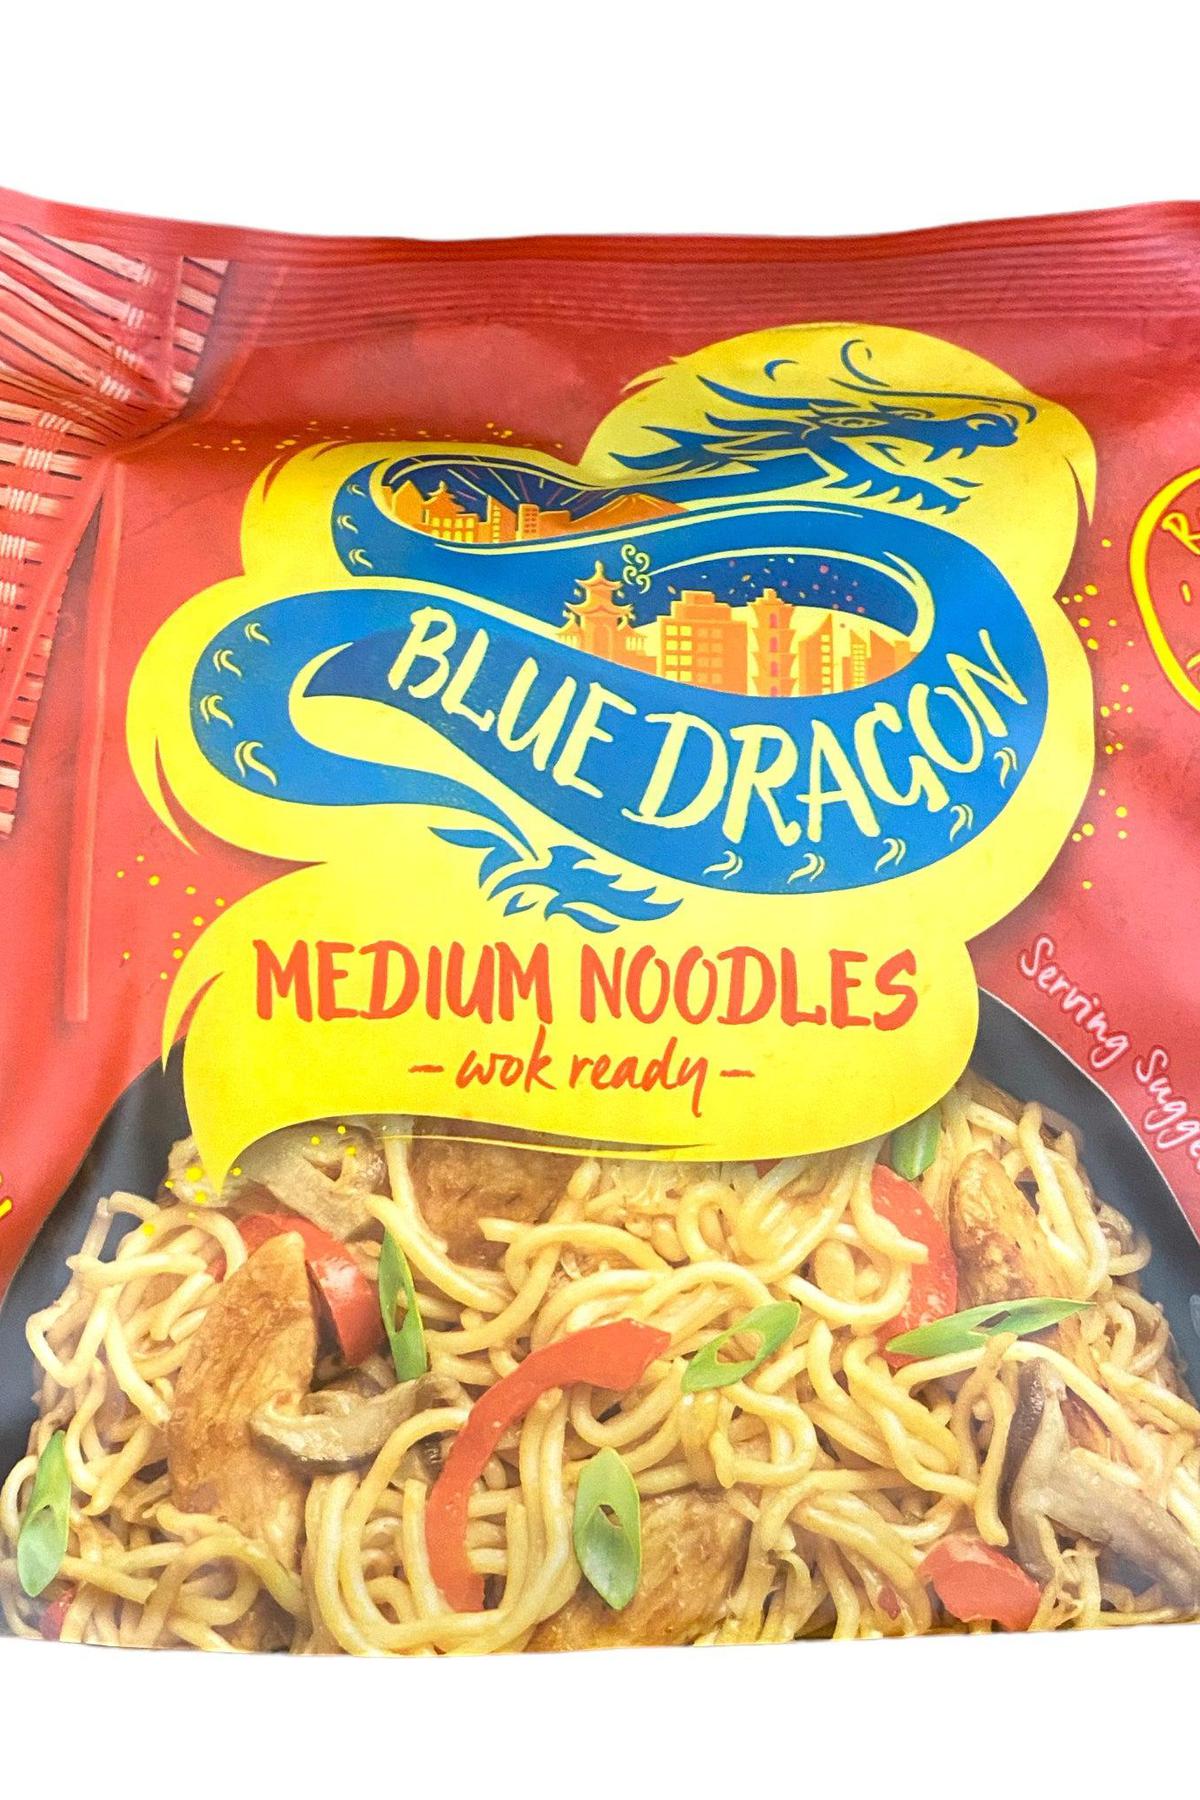 BLUE DRAGON
MEDIUM NOODLES
- wok ready -
Serving